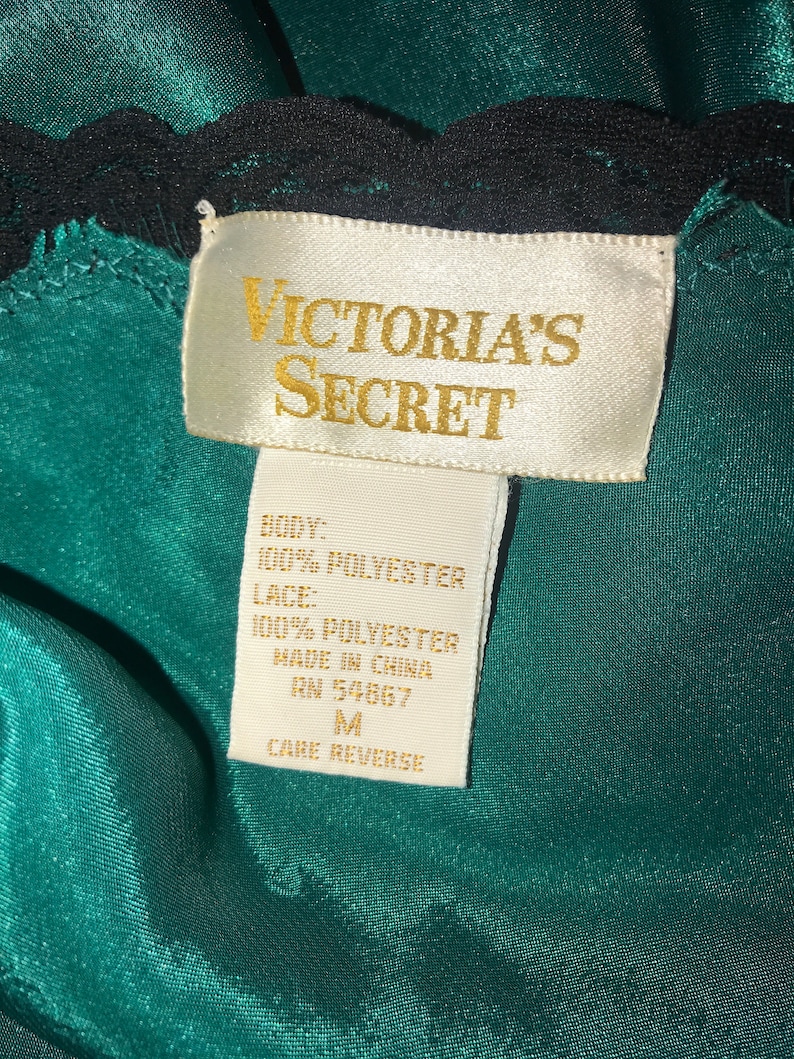 VICTORIA'S
SECRET
BODY:
100% POLYESTER
LACE:
100% POLYESTER
MADE IN CHINA
RN 54867
M
CARE REVERSE